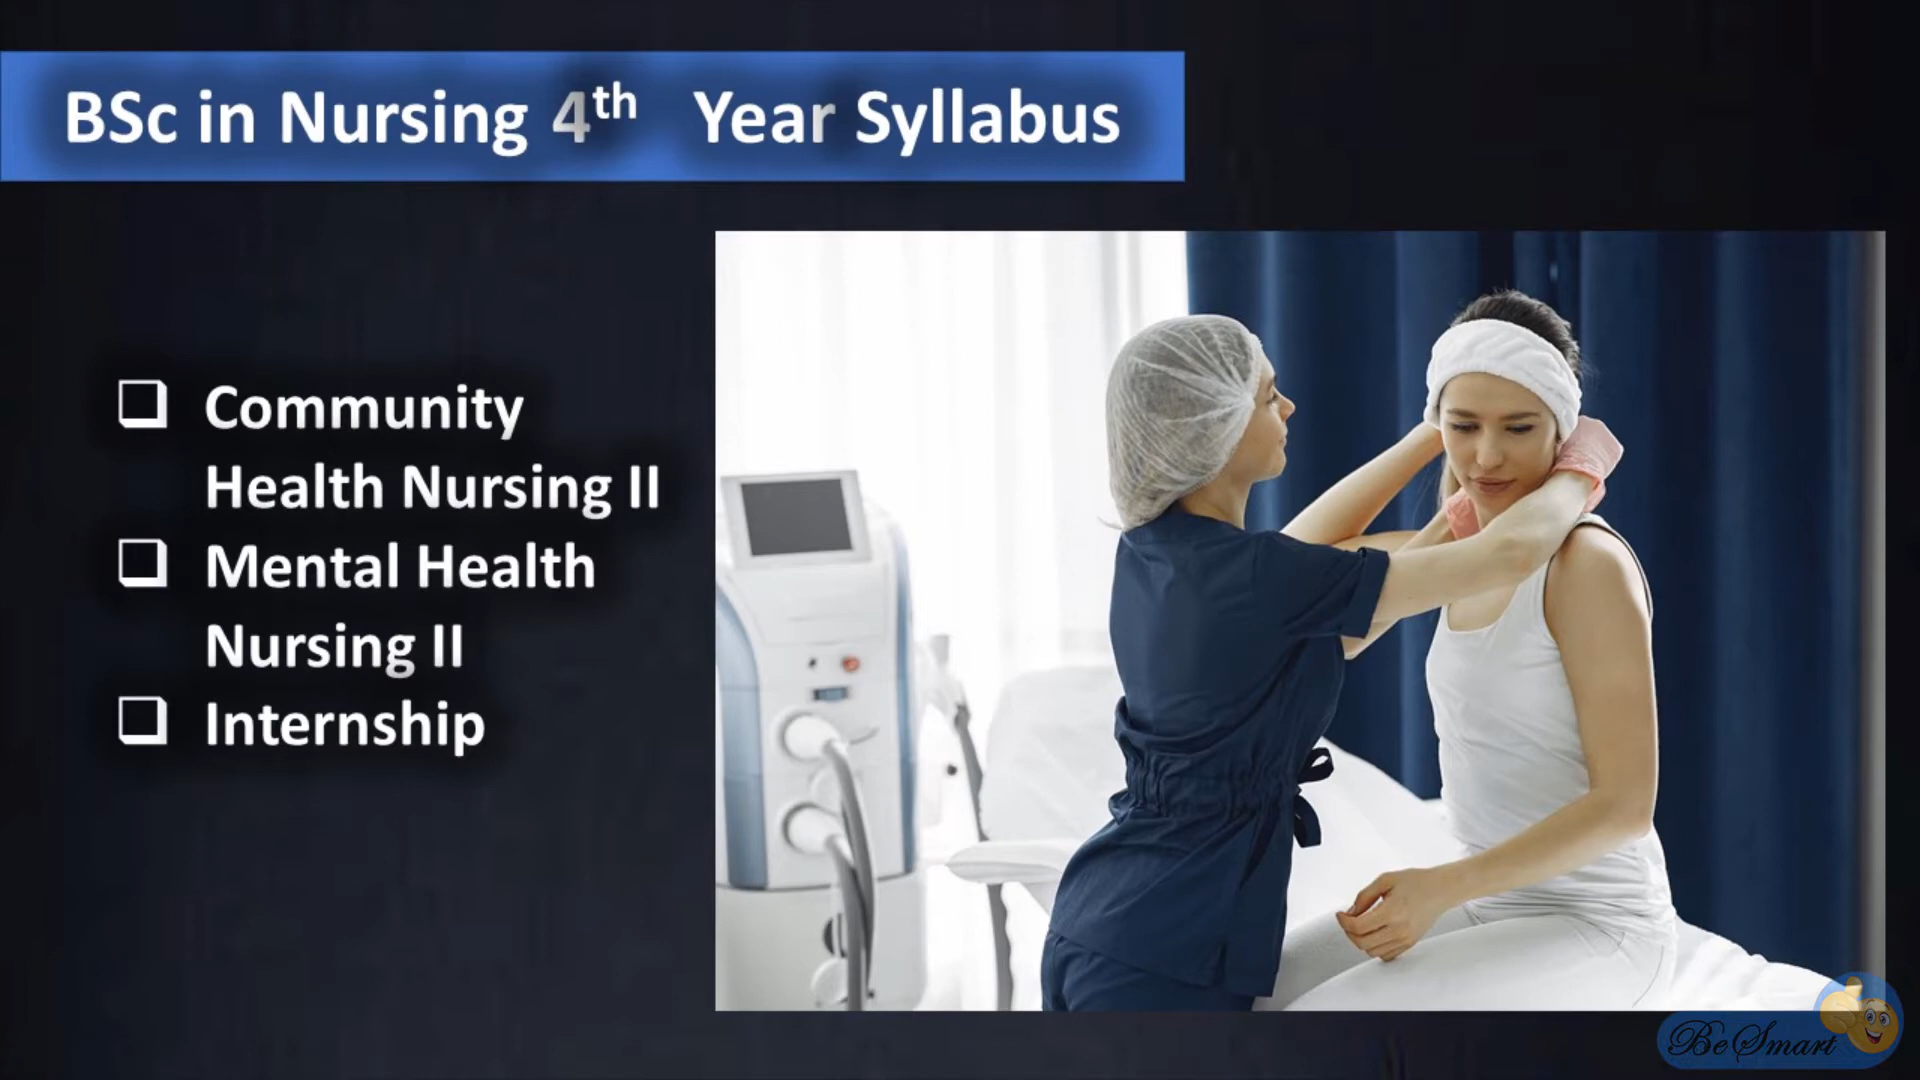 BSc in Nursing 4th Year Syllabus
Community
Health Nursing II
Mental Health
Nursing II
Internship
BeSmart